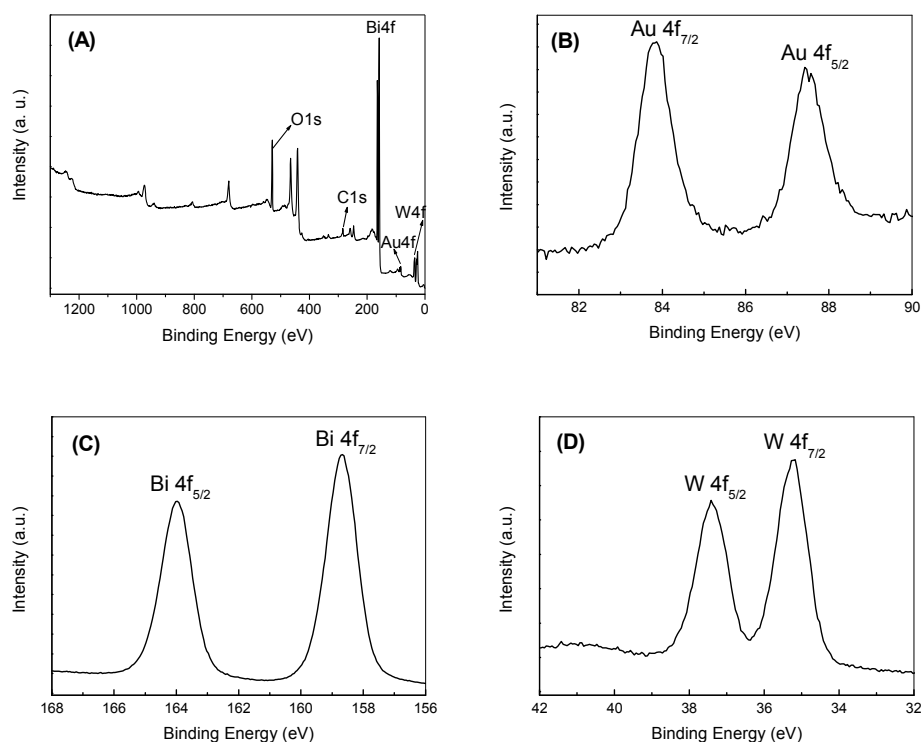 (A)
Bi4f
O1s
C1s
W4f
Au4f
Intensity (a. u.)
1200 1000 800 600 400 200 0
Binding Energy (eV)
(B)
Au 4f7/2
Au 4f5/2
Intensity (a.u.)
82 84 86 88 90
Binding Energy (eV)
(C)
Bi 4f7/2
Bi 4f5/2
Intensity (a.u.)
168 166 164 162 160 158 156
Binding Energy (eV)
(D)
W 4f7/2
W 4f5/2
Intensity (a.u.)
42 40 38 36 34 32
Binding Energy (eV)